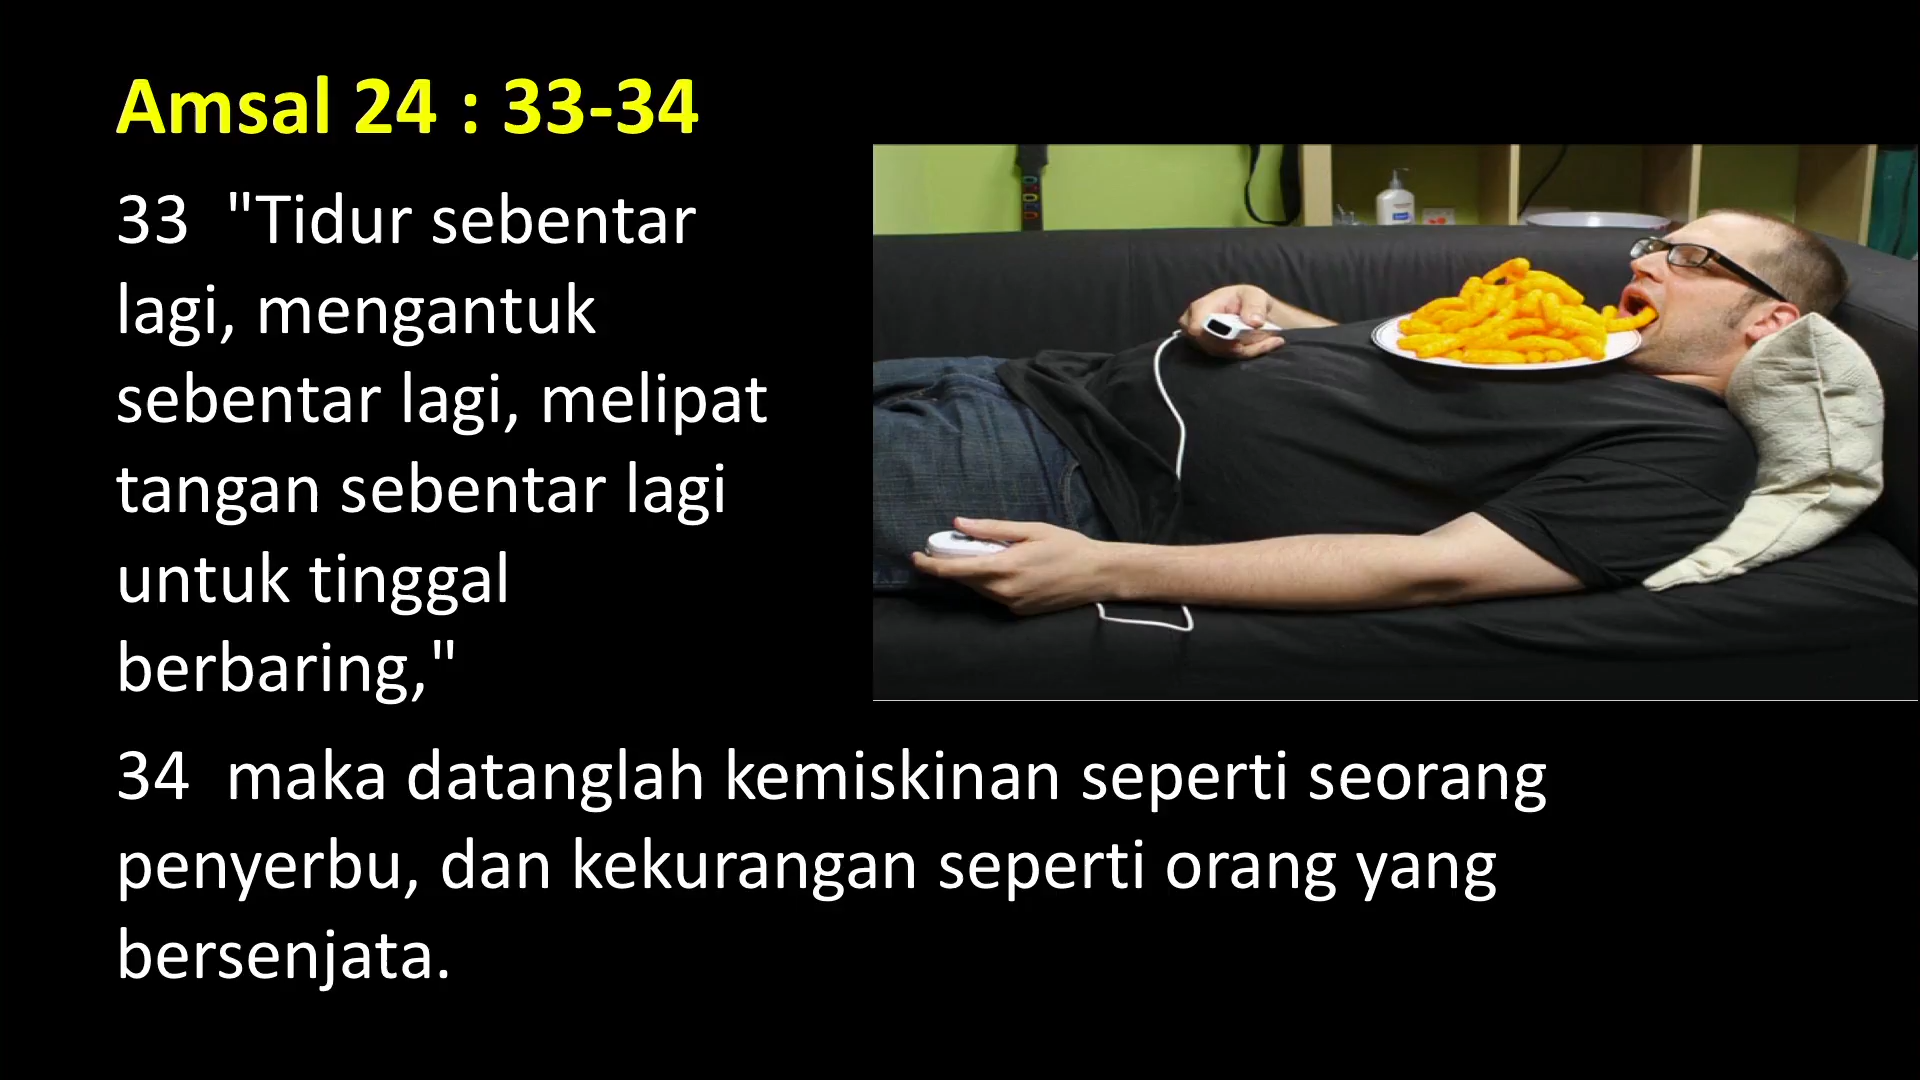 Amsal 24 : 33-34
33  "Tidur sebentar
lagi, mengantuk
sebentar lagi, melipat
tangan sebentar lagi
untuk tinggal
berbaring,"
34  maka datanglah kemiskinan seperti seorang
penyerbu, dan kekurangan seperti orang yang
bersenjata.